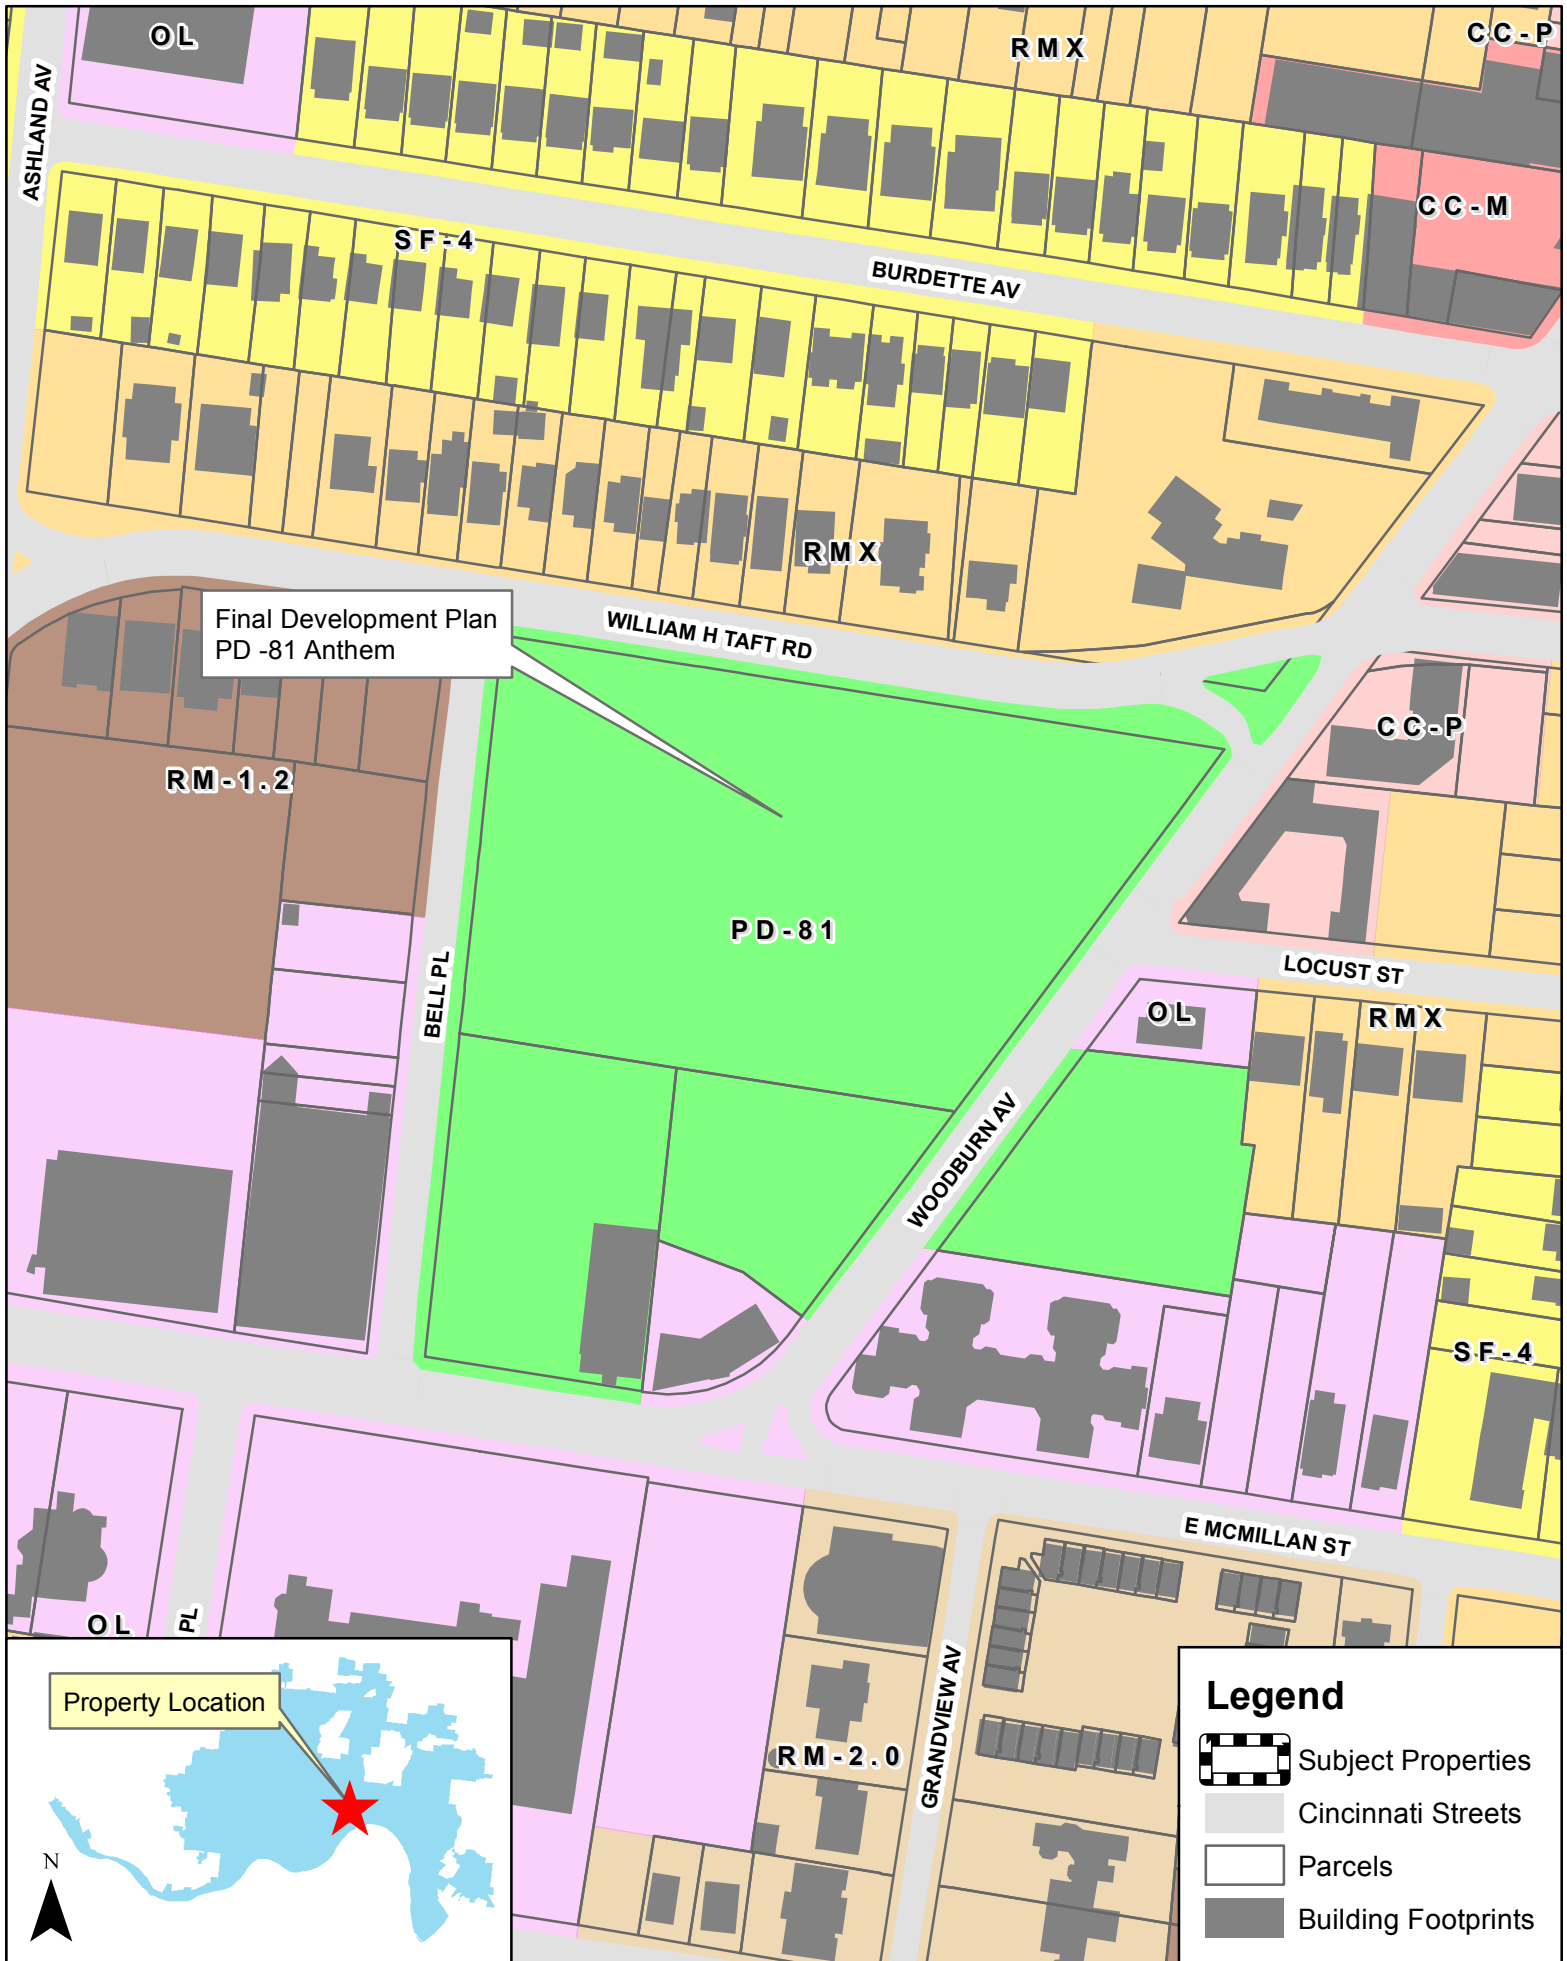 OL
RMX
CC-P
ASHLAND AV
CC-M
SF-4
BURDETTE AV
RMX
Final Development Plan
PD -81 Anthem
WILLIAM H TAFT RD
CC-P
RM-1.2
PD-81
BELL PL
LOCUST ST
OL
RMX
WOODBURN AV
SF-4
E MCMILLAN ST
OL
PL
GRANDVIEW AV
RM-2.0
Property Location
N
Legend
Subject Properties
Cincinnati Streets
Parcels
Building Footprints